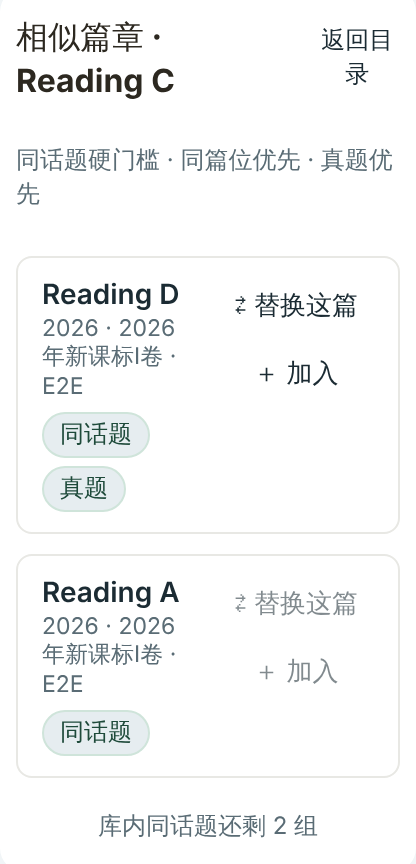 相似篇章 ·
Reading C
返回目
录
同话题硬门槛 · 同篇位优先 · 真题优
先
Reading D
2026 · 2026
年新课标I卷 ·
E2E
同话题
真题
⇄ 替换这篇
＋ 加入
Reading A
2026 · 2026
年新课标I卷 ·
E2E
同话题
⇄ 替换这篇
＋ 加入
库内同话题还剩 2 组